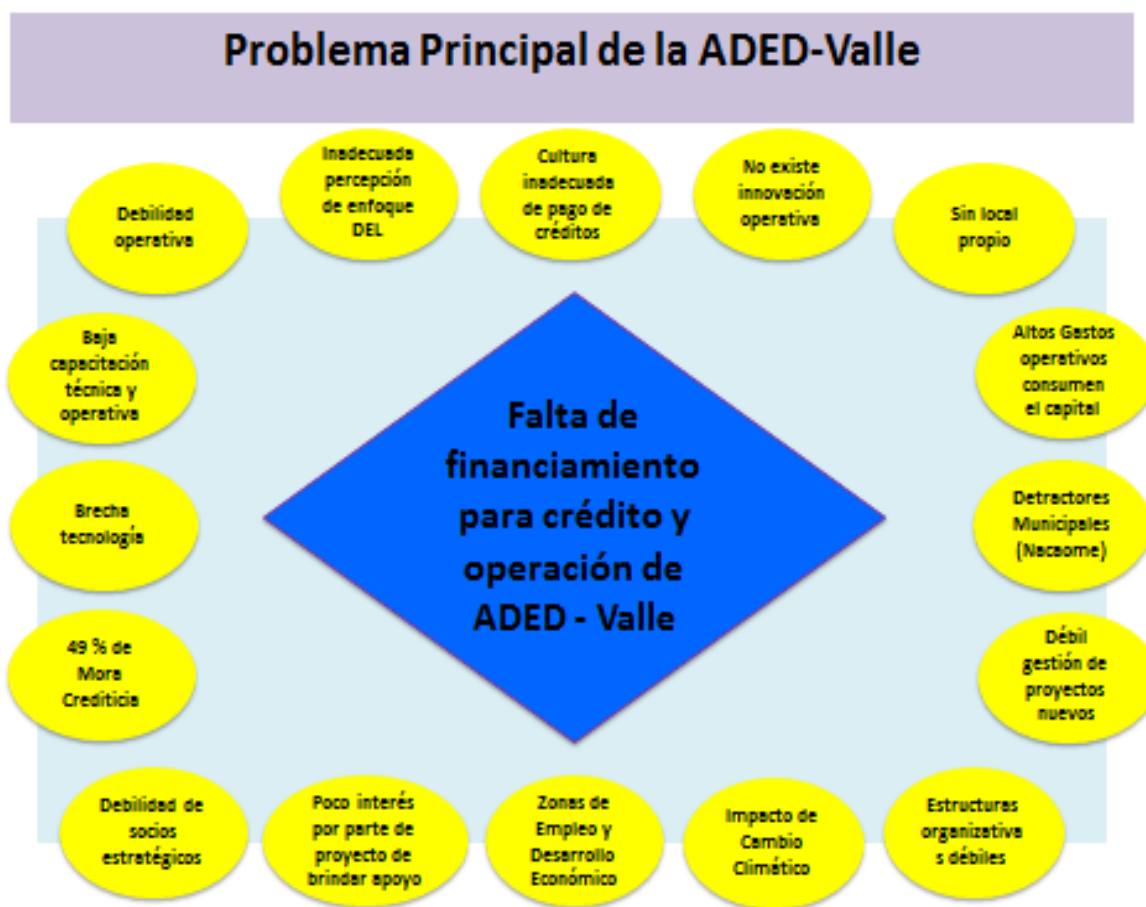 Problema Principal de la ADED-Valle
Debilidad
operativa
Inadecuada
percepción
de enfoque
DEL
Cultura
inadecuada
de pago de
créditos
No existe
innovación
operativa
Sin local
propio
Baja
capacitación
técnica y
operativa
Altos Gastos
operativos
consumen
el capital
Falta de
financiamiento
para crédito y
operación de
ADED - Valle
Brecha
tecnología
Detractores
Municipales
(Nacaome)
49 % de
Mora
Crediticia
Débil
gestión de
proyectos
nuevos
Debilidad de
socios
estratégicos
Poco interés
por parte de
proyecto de
brindar apoyo
Zonas de
Empleo y
Desarrollo
Económico
Impacto de
Cambio
Climático
Estructuras
organizativa
s débiles